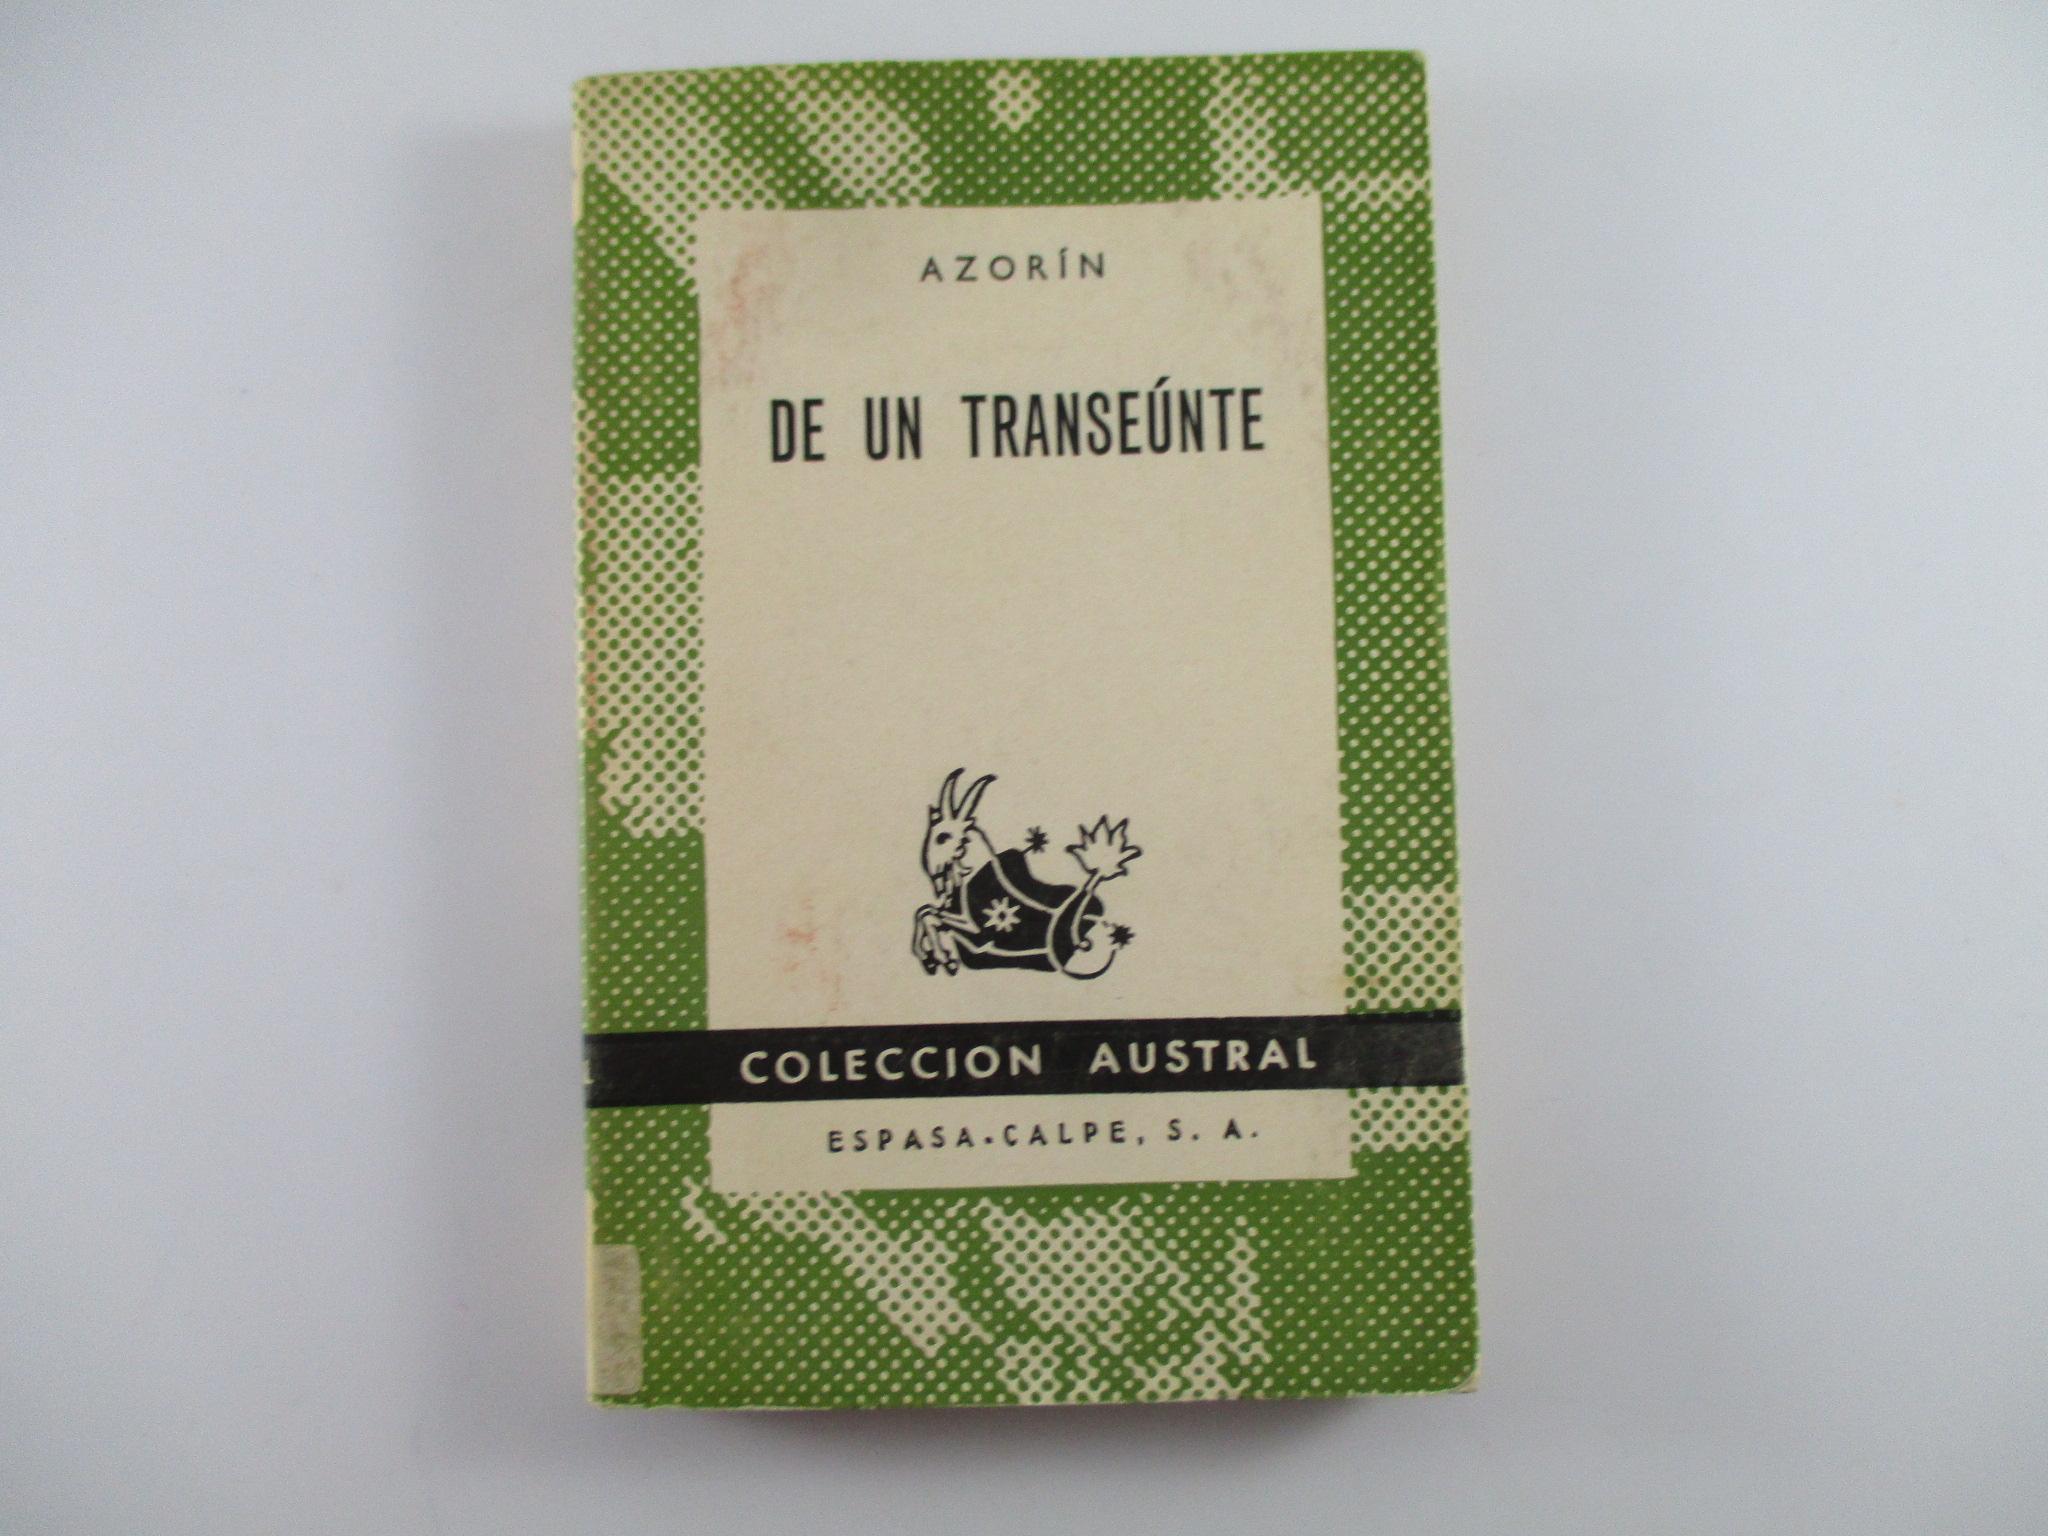 AZORÍN
DE UN TRANSEÚNTE
COLECCION AUSTRAL
ESPASA-CALPE, S. A.